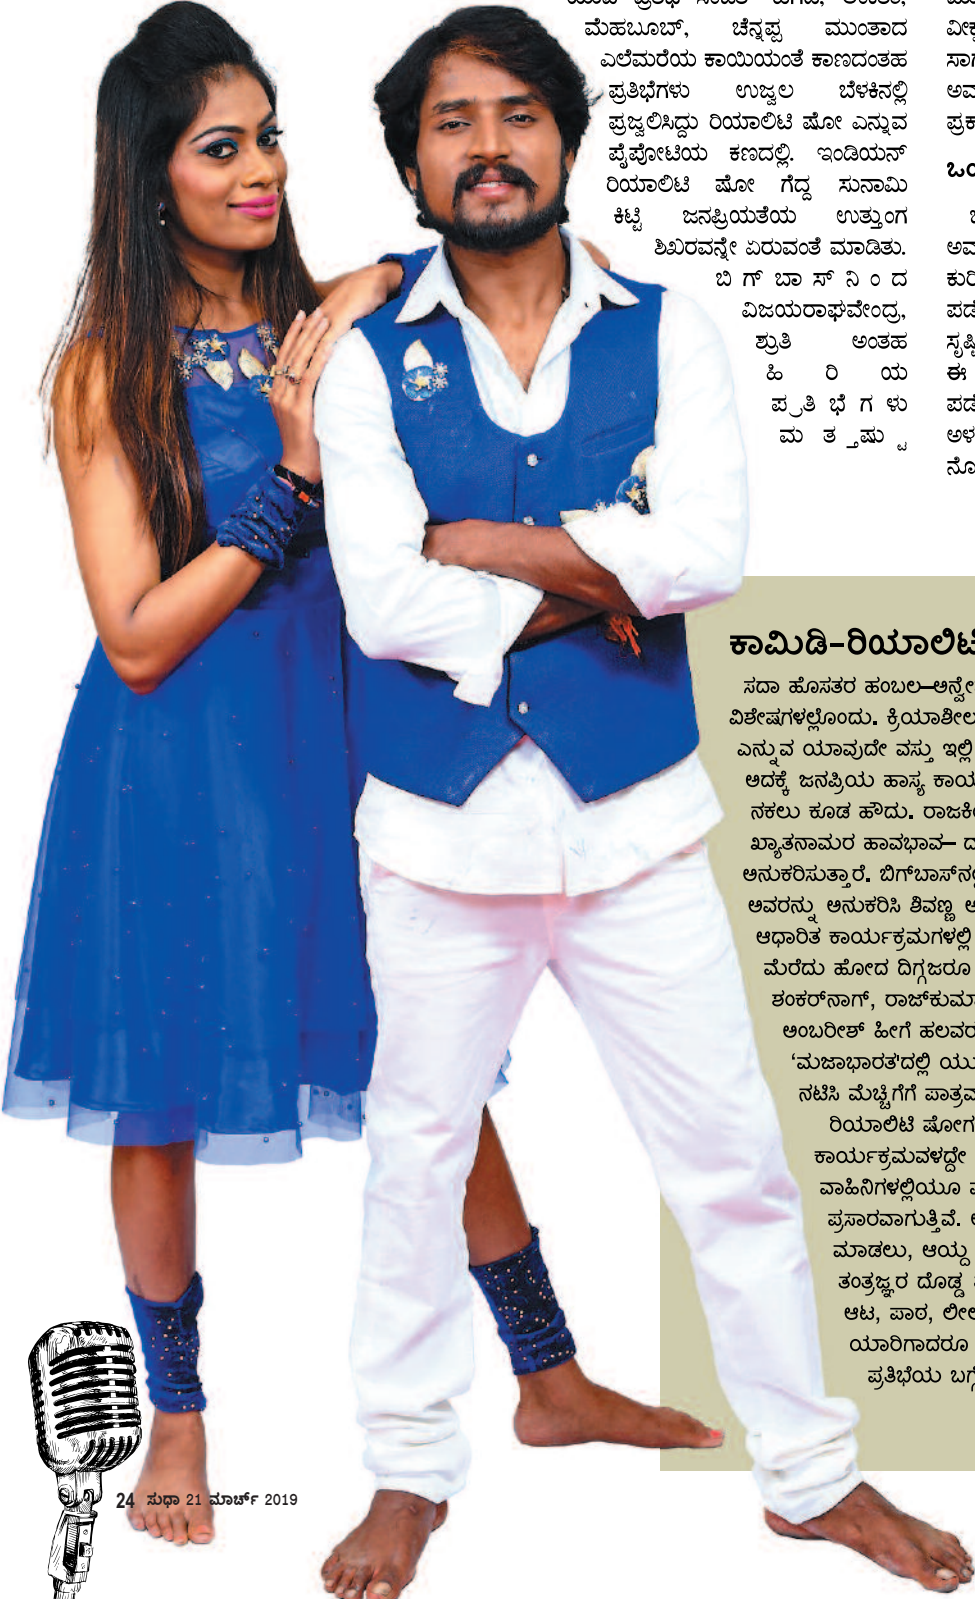 ಮೆಹಬೂಬ್, ಚೆನ್ನಪ್ಪ ಮುಂತಾದ
ಎಲೆಮರೆಯ ಕಾಯಿಯಂತೆ ಕಾಣದಂತಹ
ಪ್ರತಿಭೆಗಳು ಉಜ್ವಲ ಬೆಳಕಿನಲ್ಲಿ
ಪ್ರಜ್ವಲಿಸಿದ್ದು ರಿಯಾಲಿಟಿ ಷೋ ಎನ್ನುವ
ಪೈಪೋಟಿಯ ಕಣದಲ್ಲಿ. ಇಂಡಿಯನ್
ರಿಯಾಲಿಟಿ ಷೋ ಗೆದ್ದ ಸುನಾಮಿ
ಕಿಟ್ಟಿ ಜನಪ್ರಿಯತೆಯ ಉತ್ತುಂಗ
ಶಿಖರವನ್ನೇ ಏರುವಂತೆ ಮಾಡಿತು.
ಬಿಗ್ ಬಾಸ್ ನಿಂದ
ವಿಜಯರಾಘವೇಂದ್ರ,
ಶ್ರುತಿ ಅಂತಹ
ಹಿರಿಯ
ಪ್ರತಿಭೆಗಳು
ಮತ್ತಷ್ಟು
ಈ
ಕಾಮಿಡಿ-ರಿಯಾಲಿಟಿ
ಸದಾ ಹೊಸತರ ಹಂಬಲ–ಅನ್ವೇ
ವಿಶೇಷಗಳಲ್ಲೊಂದು. ಕ್ರಿಯಾಶೀಲ
ಎನ್ನುವ ಯಾವುದೇ ವಸ್ತು ಇಲ್ಲಿ
ಅದಕ್ಕೆ ಜನಪ್ರಿಯ ಹಾಸ್ಯ ಕಾಯ
ನಕಲು ಕೂಡ ಹೌದು. ರಾಜಕೀ
ಖ್ಯಾತನಾಮರ ಹಾವಭಾವ–
ಅನುಕರಿಸುತ್ತಾರೆ. ಬಿಗ್‌ಬಾಸ್‌ನಲ್ಲಿ
ಅವರನ್ನು ಅನುಕರಿಸಿ ಶಿವಣ್ಣ
ಆಧಾರಿತ ಕಾರ್ಯಕ್ರಮಗಳಲ್ಲಿ
ಮೆರೆದು ಹೋದ ದಿಗ್ಗಜರೂ
ಶಂಕರ್‌ನಾಗ್, ರಾಜ್‌ಕುಮಾ
ಅಂಬರೀಶ್ ಹೀಗೆ ಹಲವರ
‘ಮಜಾಭಾರತ'ದಲ್ಲಿ ಯು
ನಟಿಸಿ ಮೆಚ್ಚಿಗೆಗೆ ಪಾತ್ರವ
ರಿಯಾಲಿಟಿ ಷೋಗ
ಕಾರ್ಯಕ್ರಮವಳದ್ದೇ
ವಾಹಿನಿಗಳಲ್ಲಿಯೂ
ಪ್ರಸಾರವಾಗುತ್ತಿವೆ.
ಮಾಡಲು, ಆಯ್ದ
ತಂತ್ರಜ್ಞರ ದೊಡ್ಡ
ಆಟ, ಪಾಠ, ಲೀಲ
ಯಾರಿಗಾದರೂ
ಪ್ರತಿಭೆಯ ಬಗ್ಗೆ
24 ಸುಧಾ 21 ಮಾರ್ಚ್ 2019